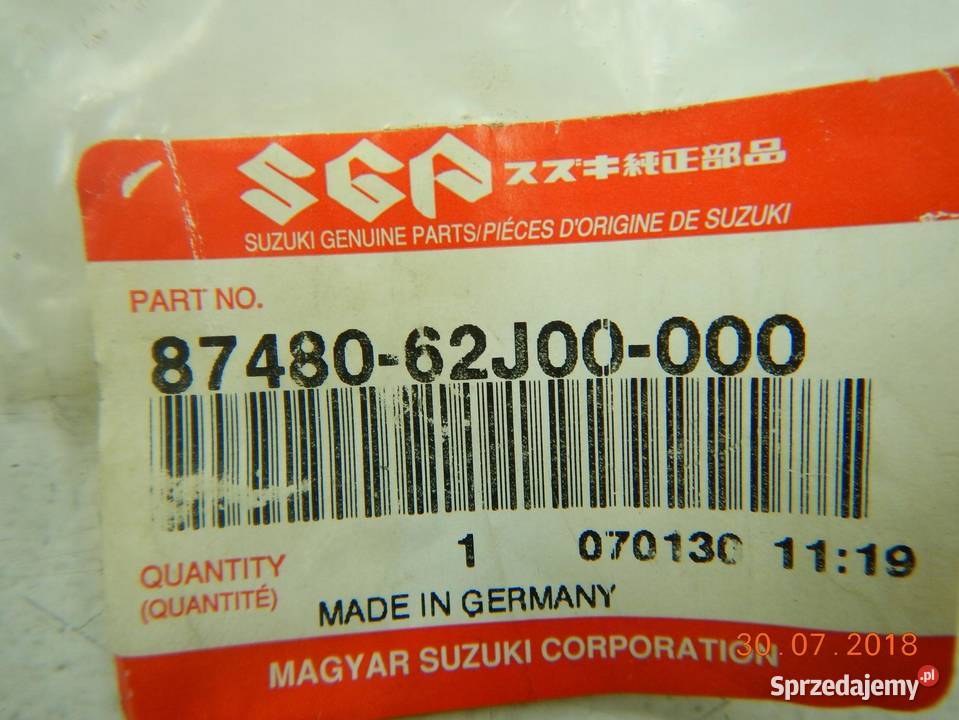 SGP スズキ純正部品
SUZUKI GENUINE PARTS/PIÉCES D'ORIGINE DE SUZUKI
PART NO.
87480-62J00-000
QUANTITY 1 070130 11:19
(QUANTITÉ)
MADE IN GERMANY
MAGYAR SUZUKI CORPORATION
30.07.2018
Sprzedajemy.pl